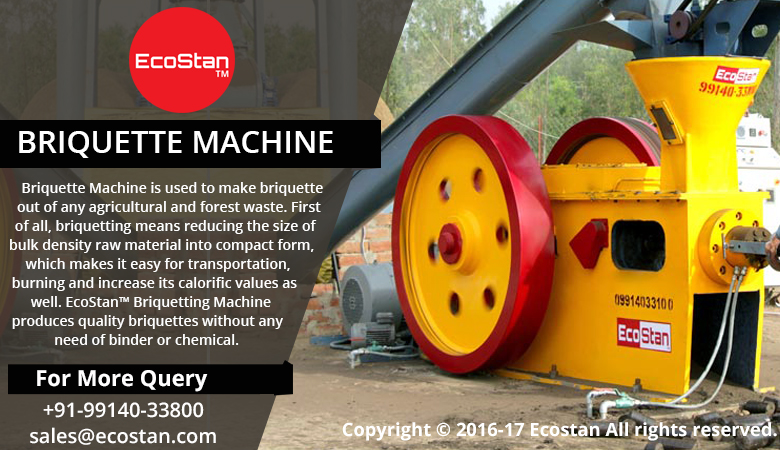 EcoStan
TM
BRIQUETTE MACHINE
Briquette Machine is used to make briquette
out of any agricultural and forest waste. First
of all, briquetting means reducing the size of
bulk density raw material into compact form,
which makes it easy for transportation,
burning and increase its calorific values as
well. EcoStan™ Briquetting Machine
produces quality briquettes without any
need of binder or chemical.
For More Query
+91-99140-33800
sales@ecostan.com
EcoStan
99140-33800
09914033100
EcoStan
Copyright © 2016-17 Ecostan All rights reserved.